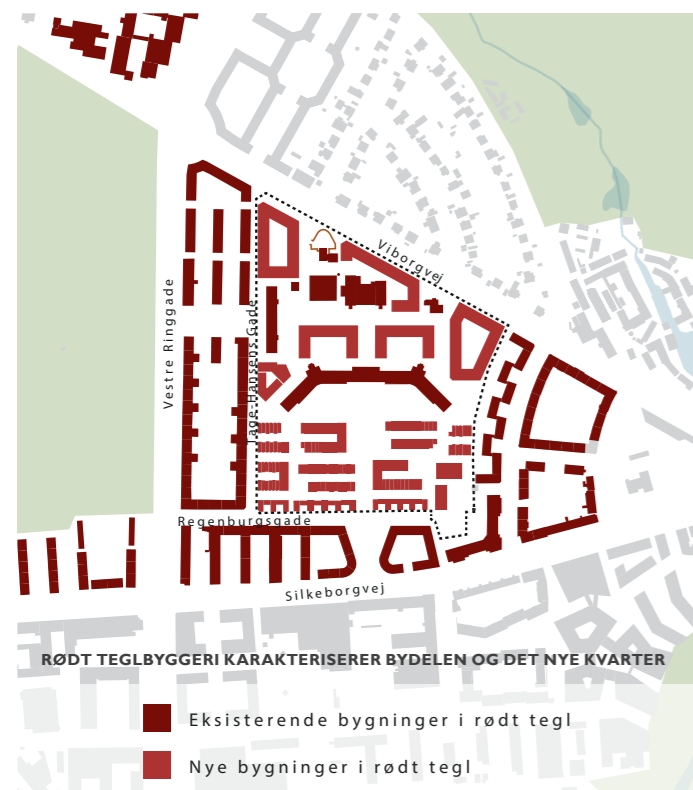 Viborgvej
Vestre Ringgade
Tage-Hansens Gade
Regenburgsgade
Silkeborgvej
RØDT TEGLBYGGERI KARAKTERISERER BYDELEN OG DET NYE KVARTER
Eksisterende bygninger i rødt tegl
Nye bygninger i rødt tegl